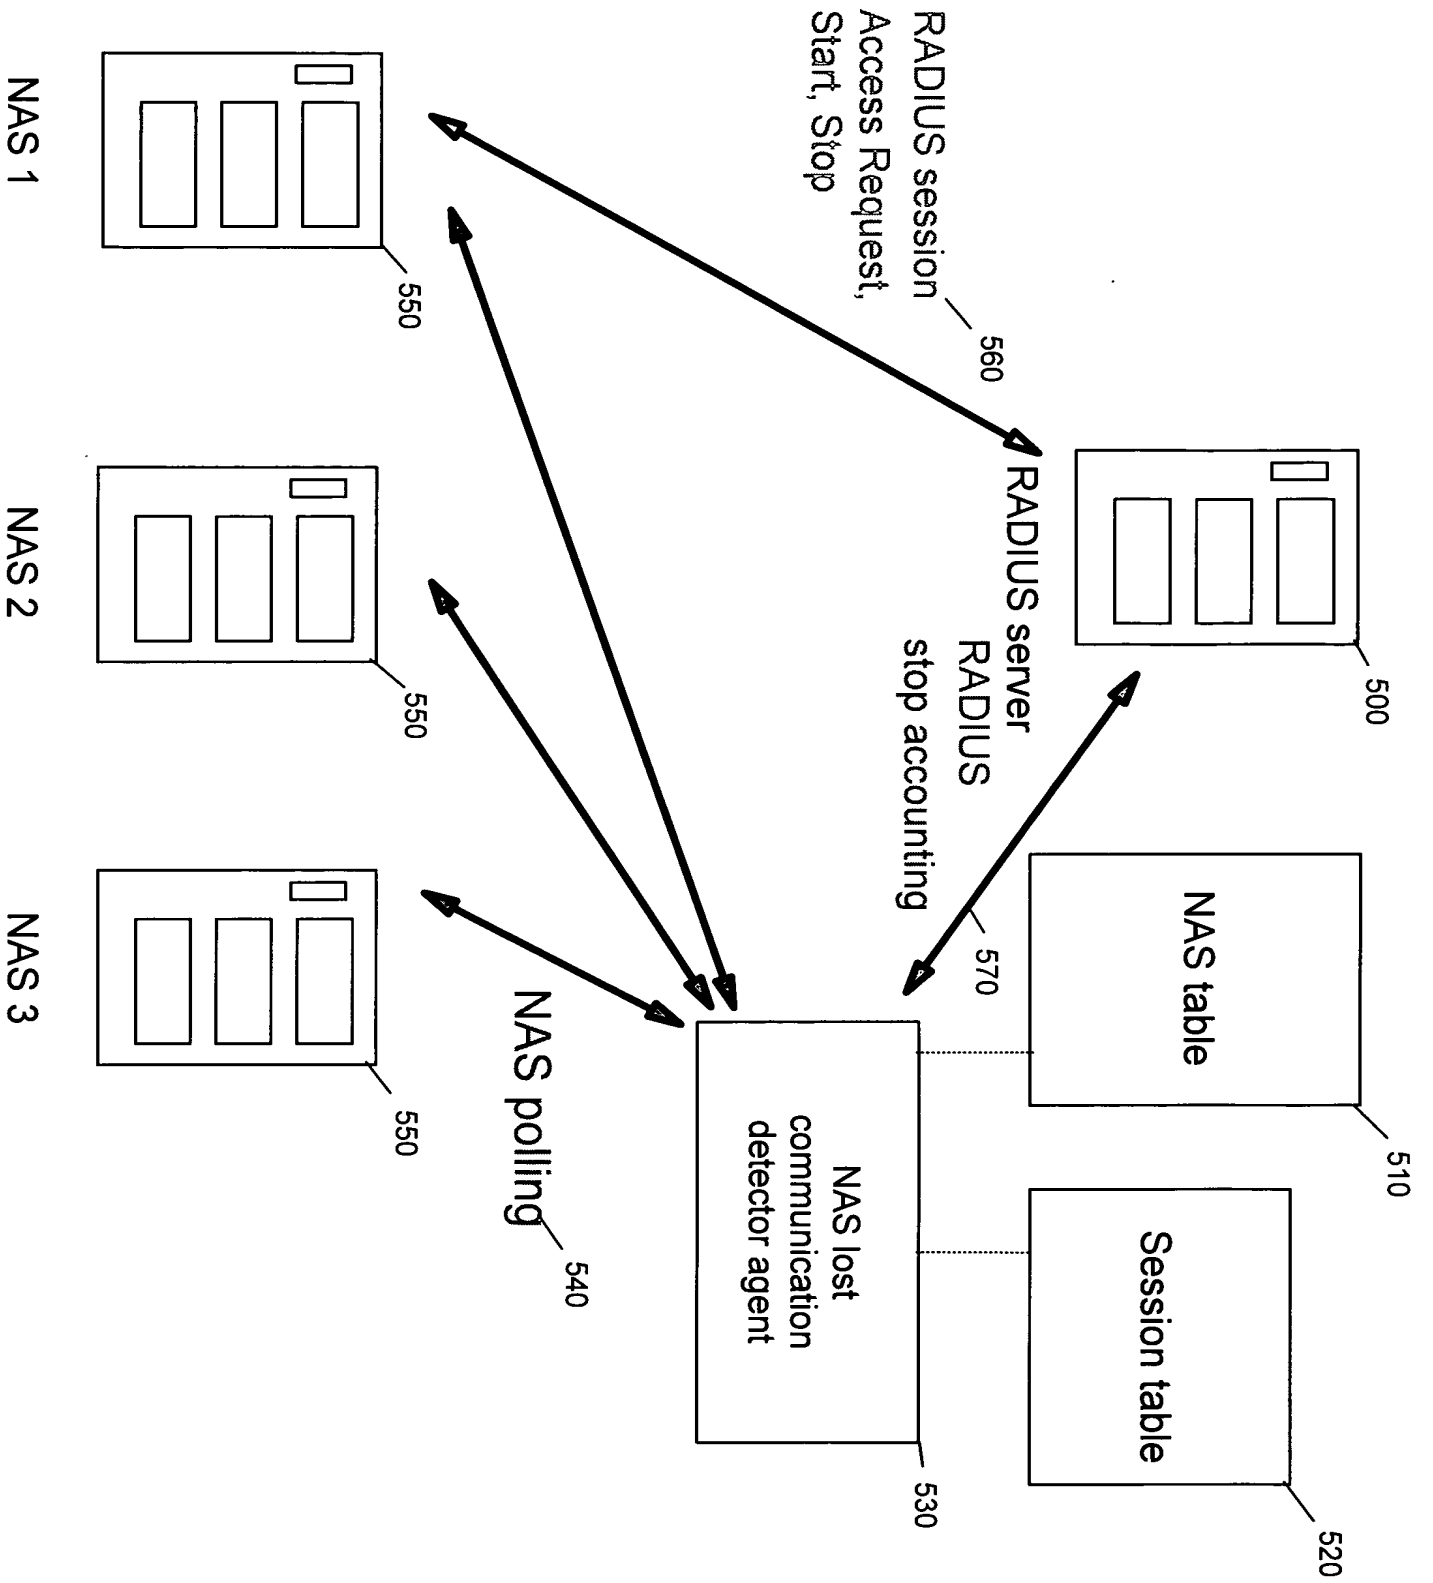 RADIUS session
Access Request,
Start, Stop
560
500
RADIUS server
RADIUS
stop accounting
570
NAS table
510
Session table
520
NAS lost
communication
detector agent
530
NAS polling
540
550
NAS 1
550
NAS 2
550
NAS 3